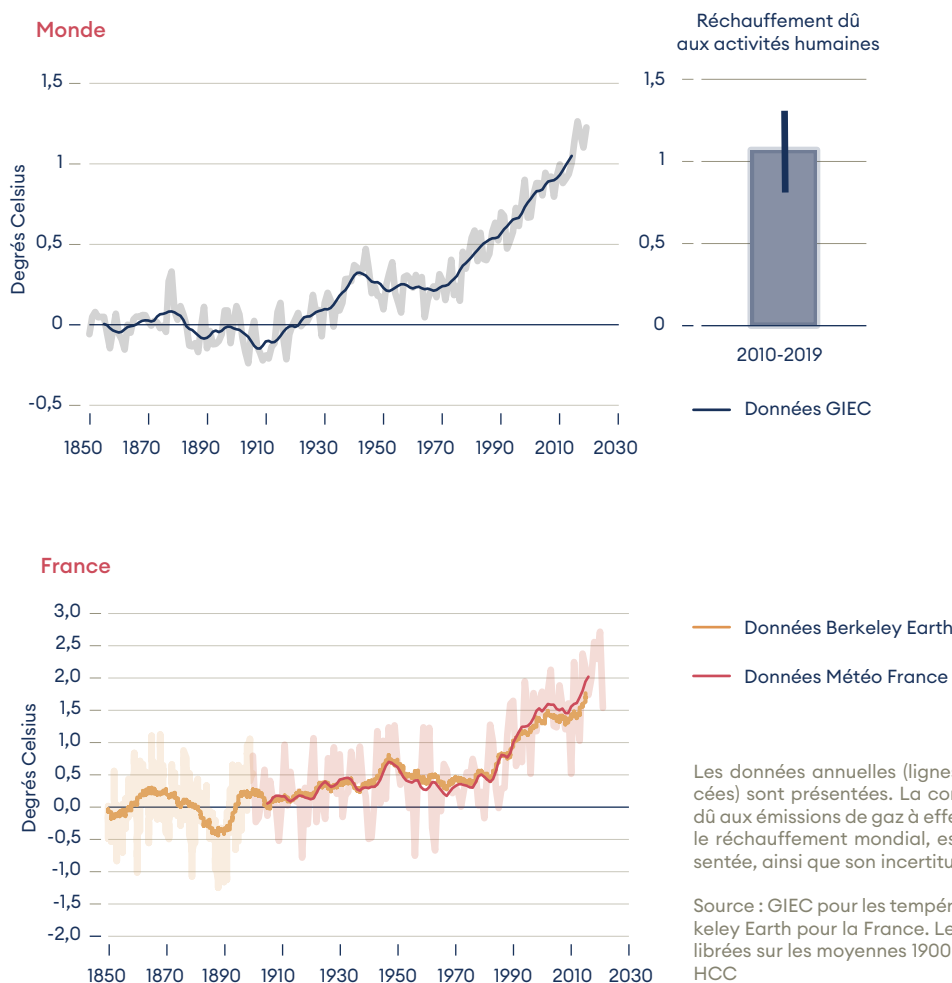 Monde
Réchauffement dû
aux activités humaines
Degrés Celsius
1,5
1
0,5
0
-0,5
1850 1870 1890 1910 1930 1950 1970 1990 2010 2030
1,5
1
0,5
0
2010-2019
Données GIEC
France
Degrés Celsius
3,0
2,5
2,0
1,5
1,0
0,5
0,0
-0,5
-1,0
-1,5
-2,0
1850 1870 1890 1910 1930 1950 1970 1990 2010 2030
Données Berkeley Earth
Données Météo France
Les données annuelles (ligne
cées) sont présentées. La con
dû aux émissions de gaz à effe
le réchauffement mondial, es
sentée, ainsi que son incertitu
Source : GIEC pour les tempér
keley Earth pour la France. Le
librées sur les moyennes 1900
HCC